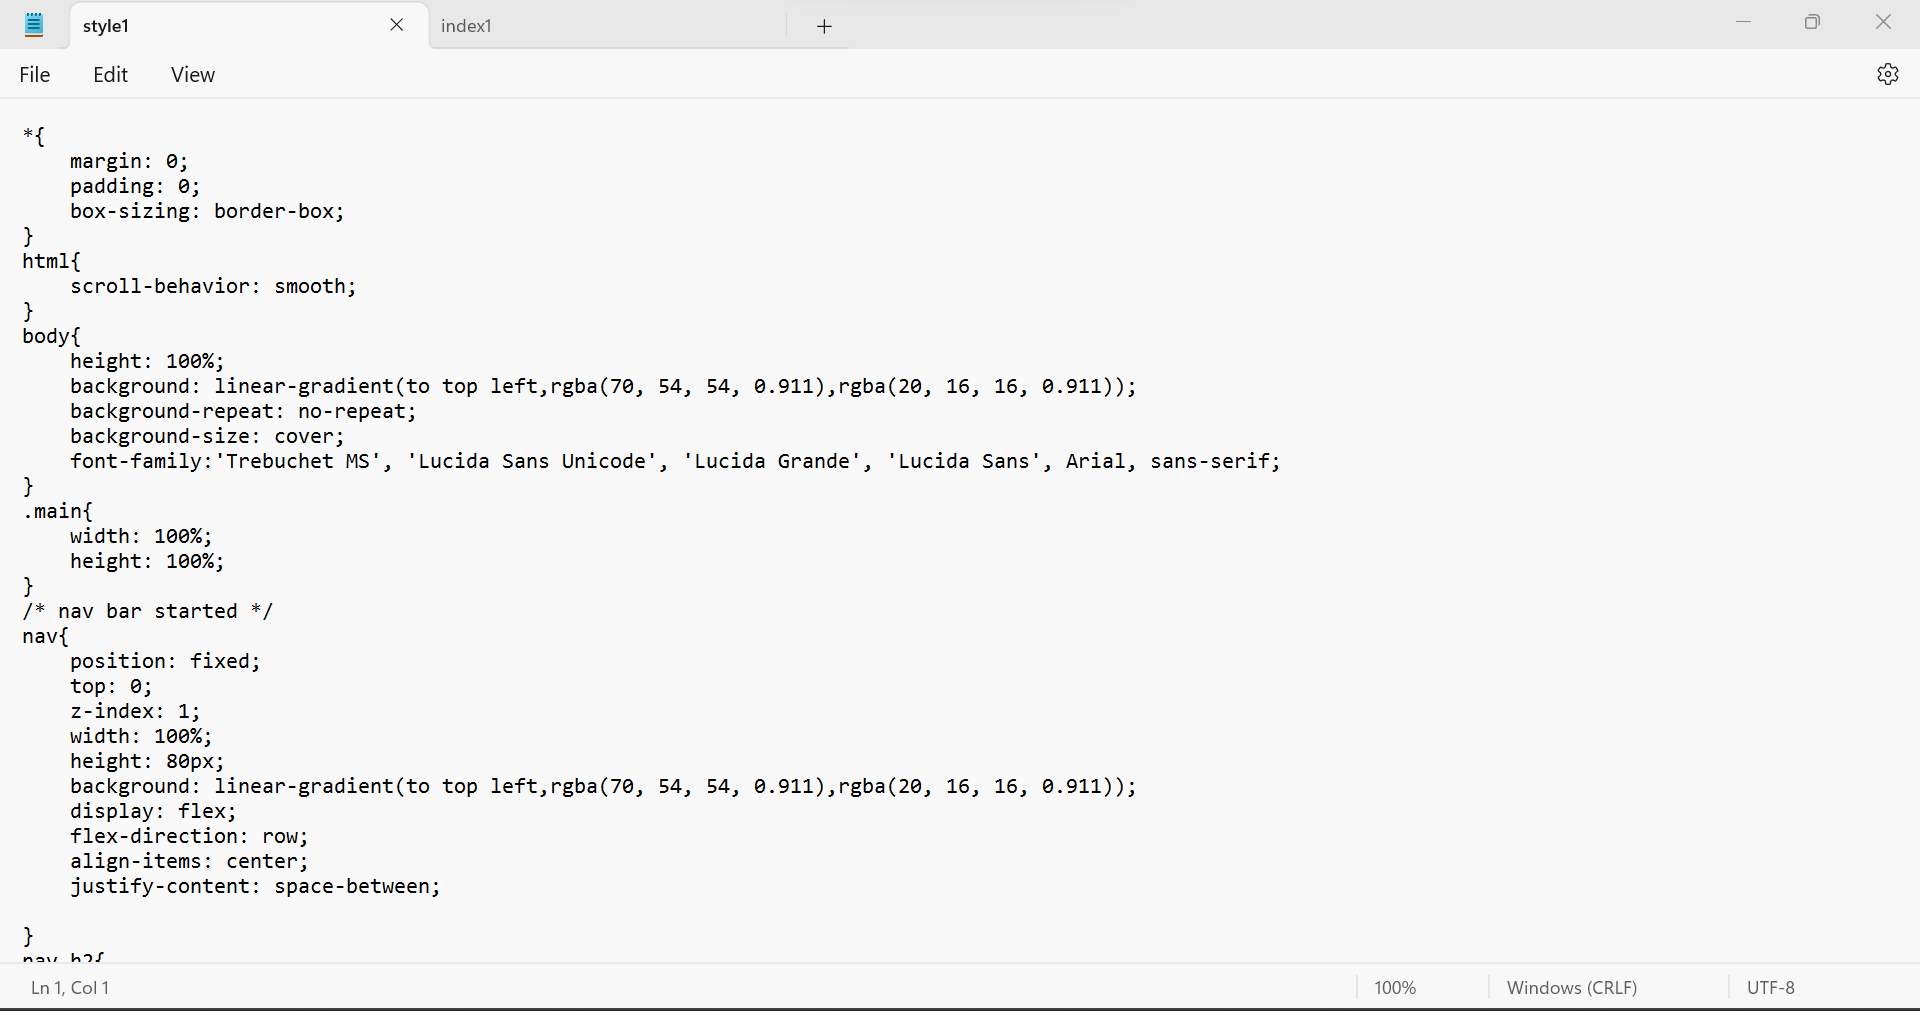 style1
index1
File Edit View
*{
    margin: 0;
    padding: 0;
    box-sizing: border-box;
}
html{
    scroll-behavior: smooth;
}
body{
    height: 100%;
    background: linear-gradient(to top left,rgba(70, 54, 54, 0.911),rgba(20, 16, 16, 0.911));
    background-repeat: no-repeat;
    background-size: cover;
    font-family:'Trebuchet MS', 'Lucida Sans Unicode', 'Lucida Grande', 'Lucida Sans', Arial, sans-serif;
}
.main{
    width: 100%;
    height: 100%;
}
/* nav bar started */
nav{
    position: fixed;
    top: 0;
    z-index: 1;
    width: 100%;
    height: 80px;
    background: linear-gradient(to top left,rgba(70, 54, 54, 0.911),rgba(20, 16, 16, 0.911));
    display: flex;
    flex-direction: row;
    align-items: center;
    justify-content: space-between;

}
nav h2{
Ln 1, Col 1
100%
Windows (CRLF)
UTF-8